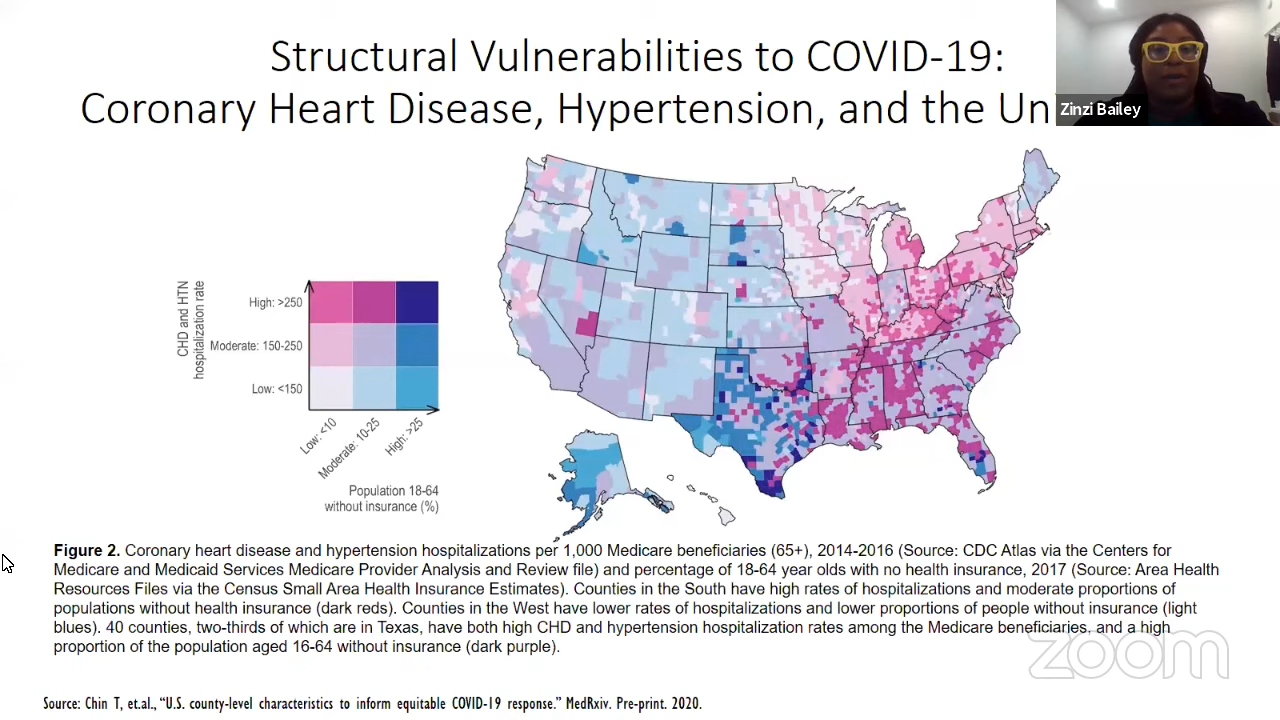 Structural Vulnerabilities to COVID-19:
Coronary Heart Disease, Hypertension, and the
Zinzi Bailey
CHD and HTN
hospitalization rate
High: >250
Moderate: 150-250
Low: <150
Low: <10
Moderate: 10-25
High: >25
Population 18-64
without insurance (%)
Figure 2. Coronary heart disease and hypertension hospitalizations per 1,000 Medicare beneficiaries (65+), 2014-2016 (Source: CDC Atlas via the Centers for
Medicare and Medicaid Services Medicare Provider Analysis and Review file) and percentage of 18-64 year olds with no health insurance, 2017 (Source: Area Health
Resources Files via the Census Small Area Health Insurance Estimates). Counties in the South have high rates of hospitalizations and moderate proportions of
populations without health insurance (dark reds). Counties in the West have lower rates of hospitalizations and lower proportions of people without insurance (light
blues). 40 counties, two-thirds of which are in Texas, have both high CHD and hypertension hospitalization rates among the Medicare beneficiaries, and a high
proportion of the population aged 16-64 without insurance (dark purple).
zoom
Source: Chin T, et.al., “U.S. county-level characteristics to inform equitable COVID-19 response.” MedRxiv. Pre-print. 2020.